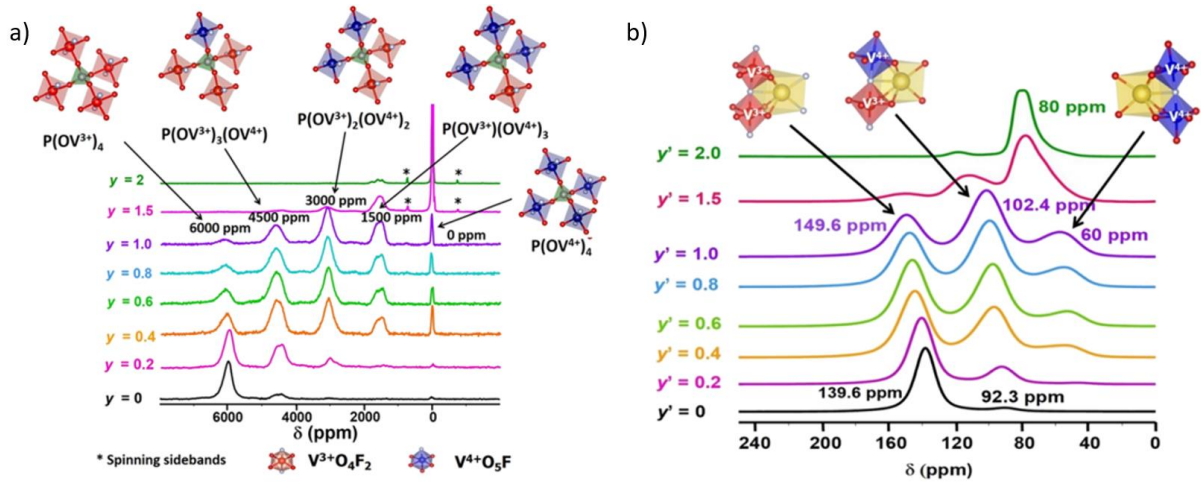 a)
P(OV³⁺)₄
P(OV³⁺)₃(OV⁴⁺)
P(OV³⁺)₂(OV⁴⁺)₂
P(OV³⁺)(OV⁴⁺)₃
P(OV⁴⁺)₄
y = 2
y = 1.5
y = 1.0
y = 0.8
y = 0.6
y = 0.4
y = 0.2
y = 0
6000 ppm
4500 ppm
3000 ppm
1500 ppm
0 ppm
* *
* *
6000 4000 2000 0
δ (ppm)
* Spinning sidebands
V³⁺O₄F₂
V⁴⁺O₅F
b)
V³⁺
V³⁺
V⁴⁺
V³⁺
V⁴⁺
V⁴⁺
80 ppm
y' = 2.0
y' = 1.5
y' = 1.0
y' = 0.8
y' = 0.6
y' = 0.4
y' = 0.2
y' = 0
149.6 ppm
102.4 ppm
60 ppm
139.6 ppm
92.3 ppm
240 200 160 120 80 40 0
δ (ppm)